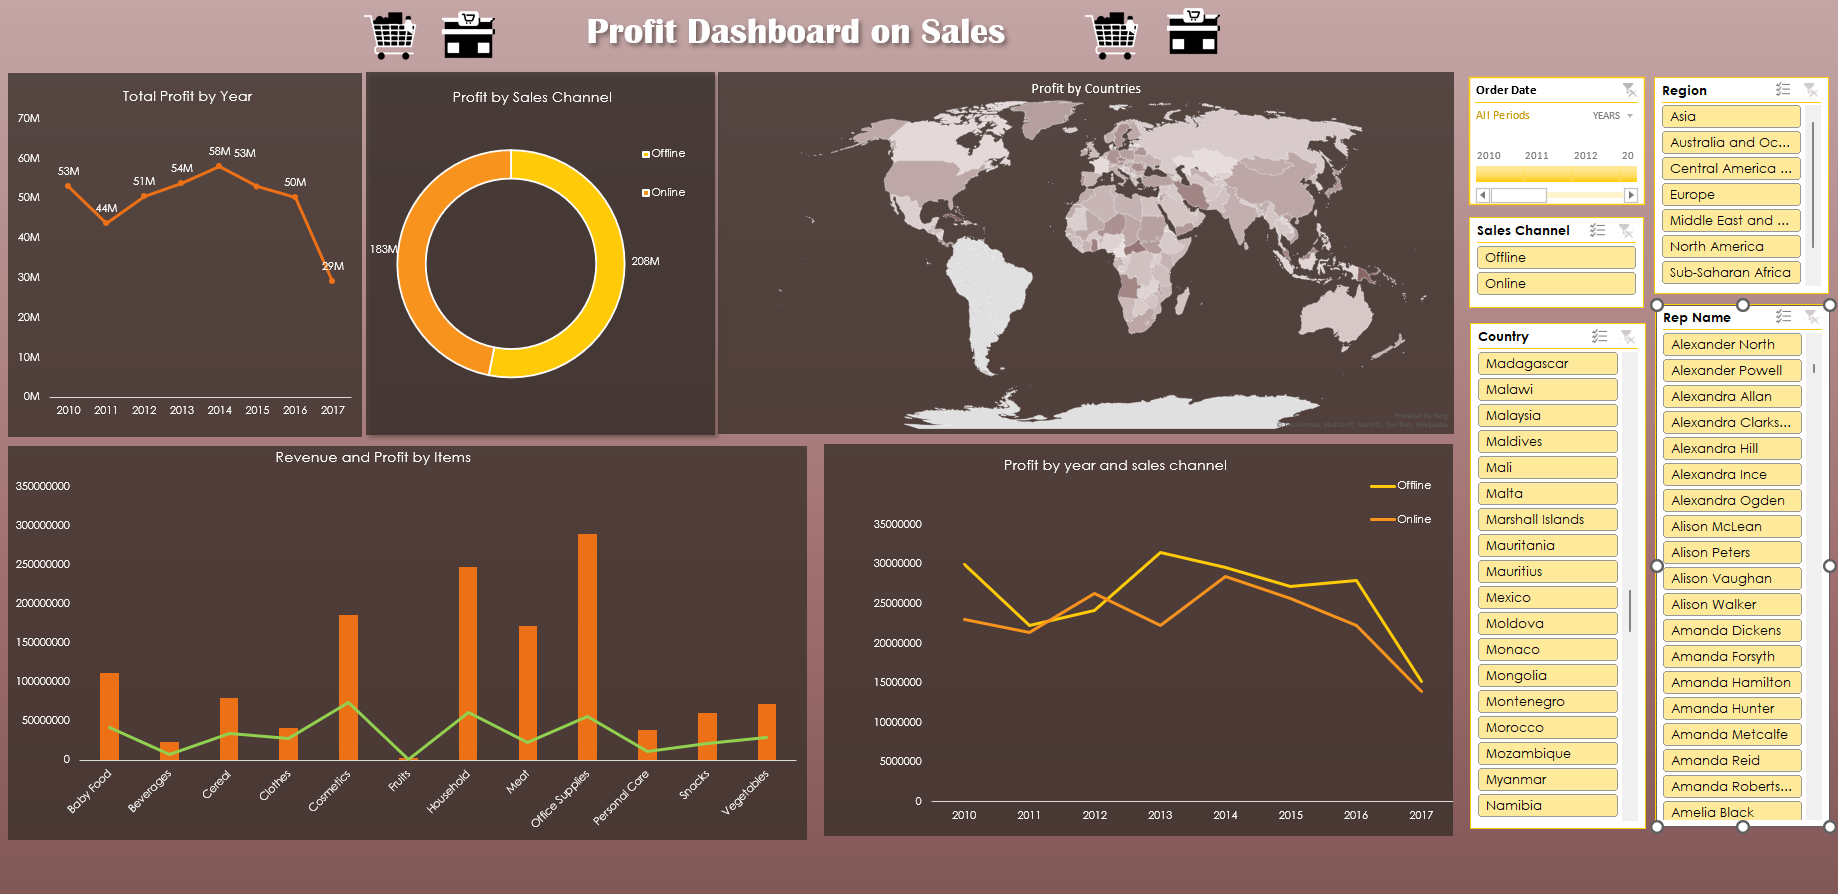 Profit Dashboard on Sales
Total Profit by Year
70M
60M
50M
40M
30M
20M
10M
0M
53M
44M
51M
54M
58M
53M
50M
29M
2010 2011 2012 2013 2014 2015 2016 2017
Profit by Sales Channel
Offline
Online
183M
208M
Profit by Countries
Powered by Bing
Order Date
All Periods YEARS
2010 2011 2012 20
Sales Channel
Offline
Online
Region
Asia
Australia and Oc...
Central America ...
Europe
Middle East and ...
North America
Sub-Saharan Africa
Country
Madagascar
Malawi
Malaysia
Maldives
Mali
Malta
Marshall Islands
Mauritania
Mauritius
Mexico
Moldova
Monaco
Mongolia
Montenegro
Morocco
Mozambique
Myanmar
Namibia
Rep Name
Alexander North
Alexander Powell
Alexandra Allan
Alexandra Clarks...
Alexandra Hill
Alexandra Ince
Alexandra Ogden
Alison McLean
Alison Peters
Alison Vaughan
Alison Walker
Amanda Dickens
Amanda Forsyth
Amanda Hamilton
Amanda Hunter
Amanda Metcalfe
Amanda Reid
Amanda Roberts...
Amelia Black
Revenue and Profit by Items
350000000
300000000
250000000
200000000
150000000
100000000
50000000
0
Baby Food
Beverages
Cereal
Clothes
Cosmetics
Fruits
Household
Meat
Office Supplies
Personal Care
Snacks
Vegetables
Profit by year and sales channel
Offline
Online
35000000
30000000
25000000
20000000
15000000
10000000
5000000
0
2010 2011 2012 2013 2014 2015 2016 2017